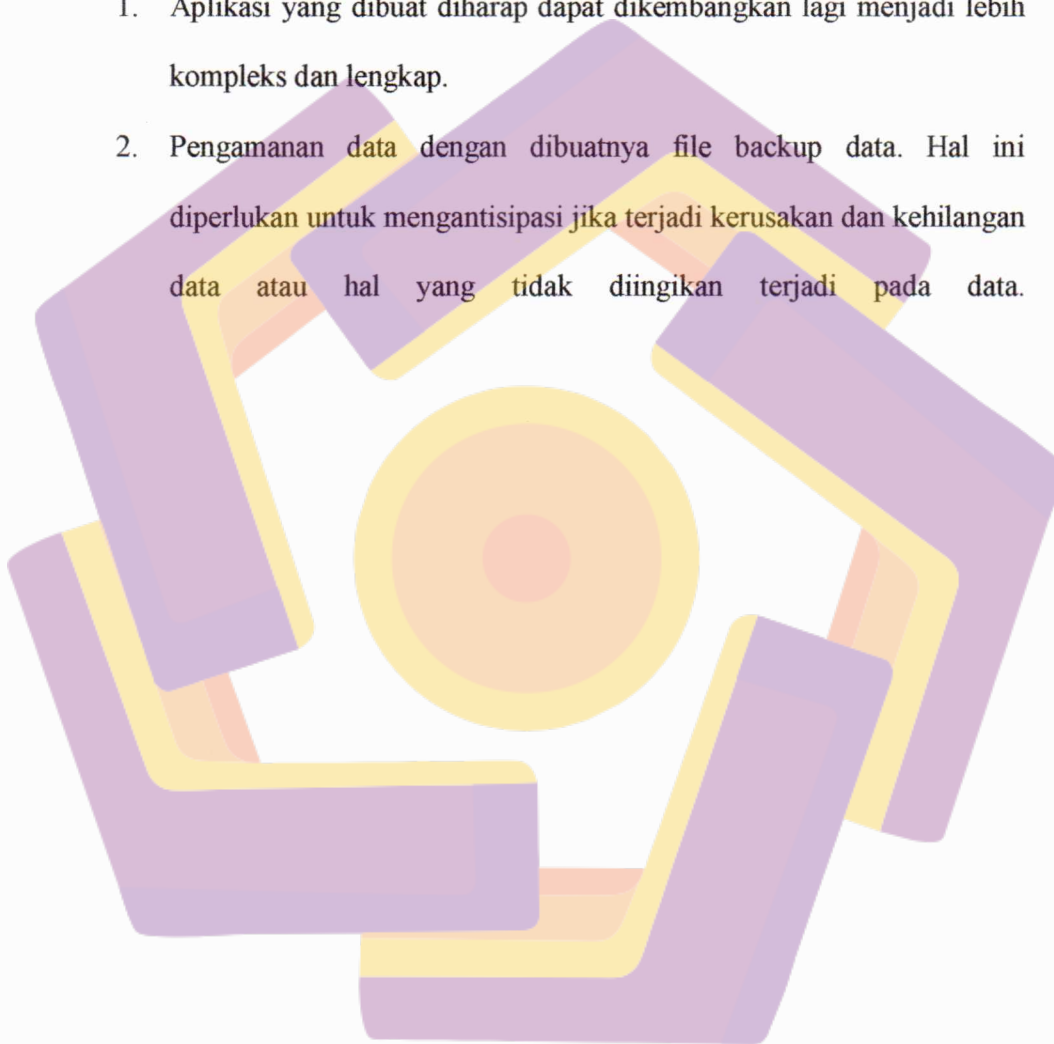 1. Aplikasi yang dibuat diharap dapat dikembangkan lagi menjadi lebih
kompleks dan lengkap.
2. Pengamanan data dengan dibuatnya file backup data. Hal ini
diperlukan untuk mengantisipasi jika terjadi kerusakan dan kehilangan
data atau hal yang tidak diingikan terjadi pada data.